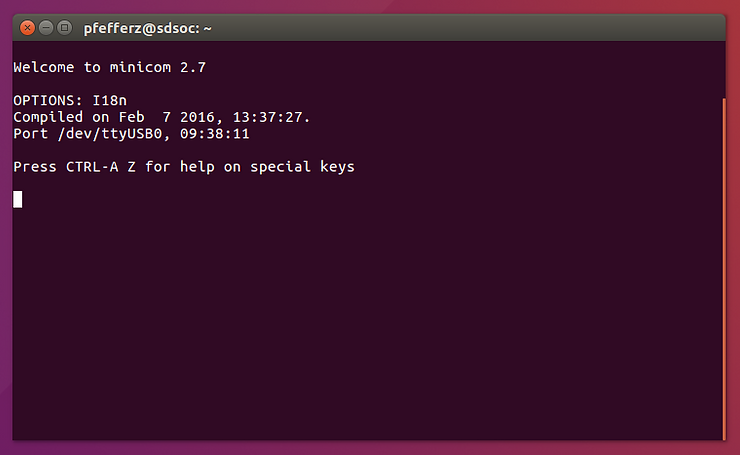 pfefferz@sdsoc: ~
Welcome to minicom 2.7
OPTIONS: I18n
Compiled on Feb  7 2016, 13:37:27.
Port /dev/ttyUSB0, 09:38:11
Press CTRL-A Z for help on special keys